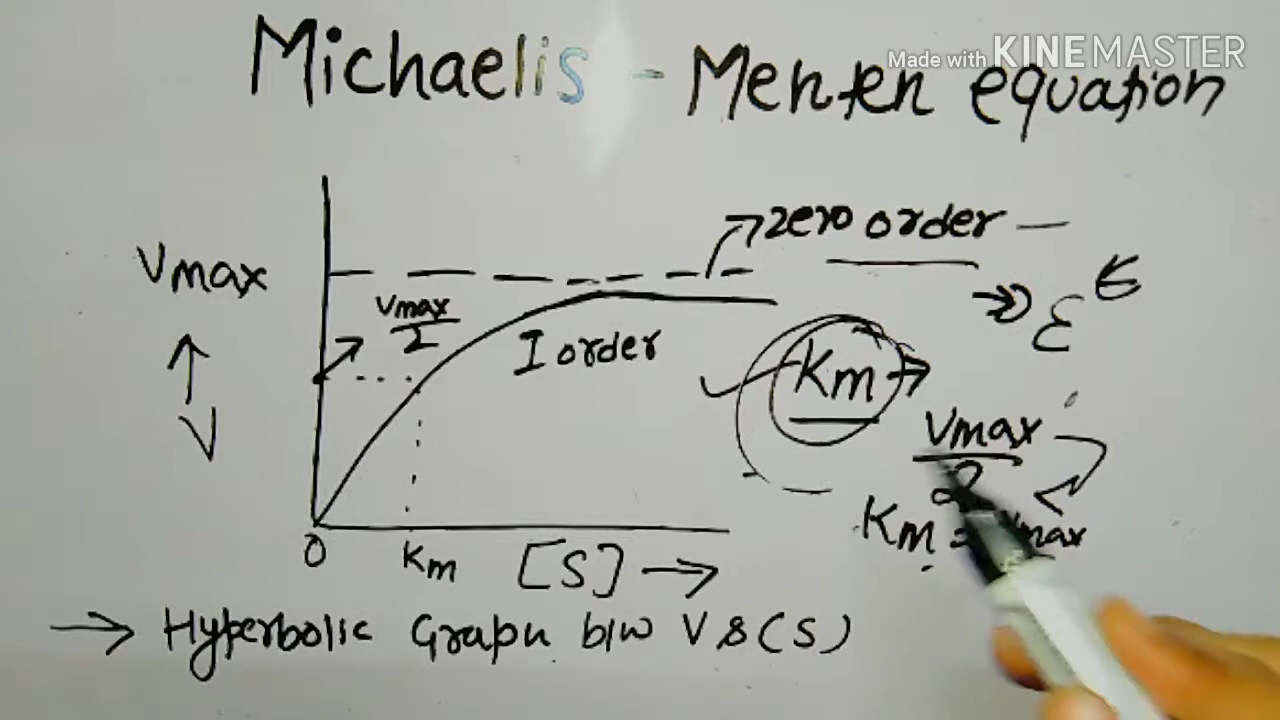 Made with KINEMASTER
Michaelis - Menten equation
zero order
Vmax
Vmax
2
I order
Km
V
Vmax
2
Km =
max
0
Km
[S]
Hyperbolic Graph b/w V & (S)